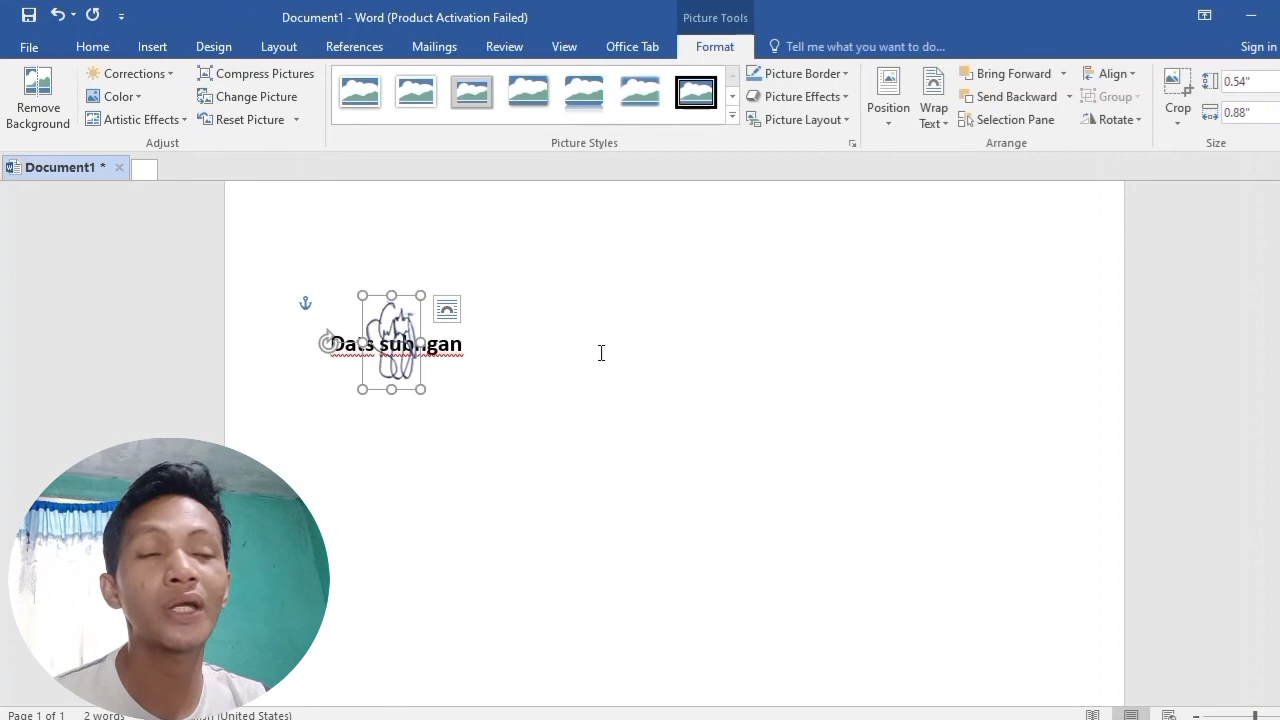 Document1 - Word (Product Activation Failed)
Picture Tools
File Home Insert Design Layout References Mailings Review View Office Tab Format Tell me what you want to do... Sign in
Remove Background
Corrections
Color
Artistic Effects
Compress Pictures
Change Picture
Reset Picture
Adjust
Picture Styles
Picture Border
Picture Effects
Picture Layout
Position
Wrap Text
Bring Forward
Send Backward
Selection Pane
Align
Group
Rotate
Arrange
Crop
0.54"
0.88"
Size
Document1 *
Page 1 of 1 2 words (United States)